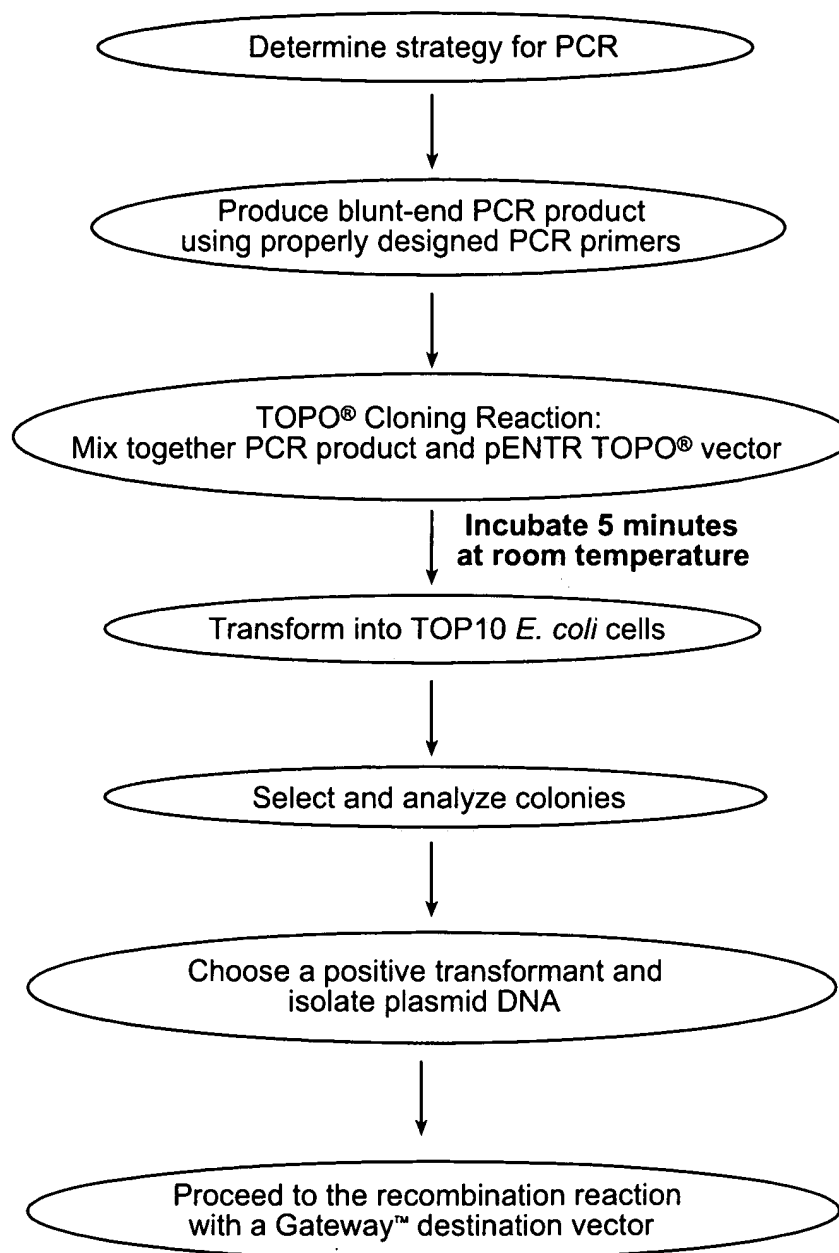 Determine strategy for PCR
Produce blunt-end PCR product
using properly designed PCR primers
TOPO® Cloning Reaction:
Mix together PCR product and pENTR TOPO® vector
Incubate 5 minutes
at room temperature
Transform into TOP10 E. coli cells
Select and analyze colonies
Choose a positive transformant and
isolate plasmid DNA
Proceed to the recombination reaction
with a Gateway™ destination vector